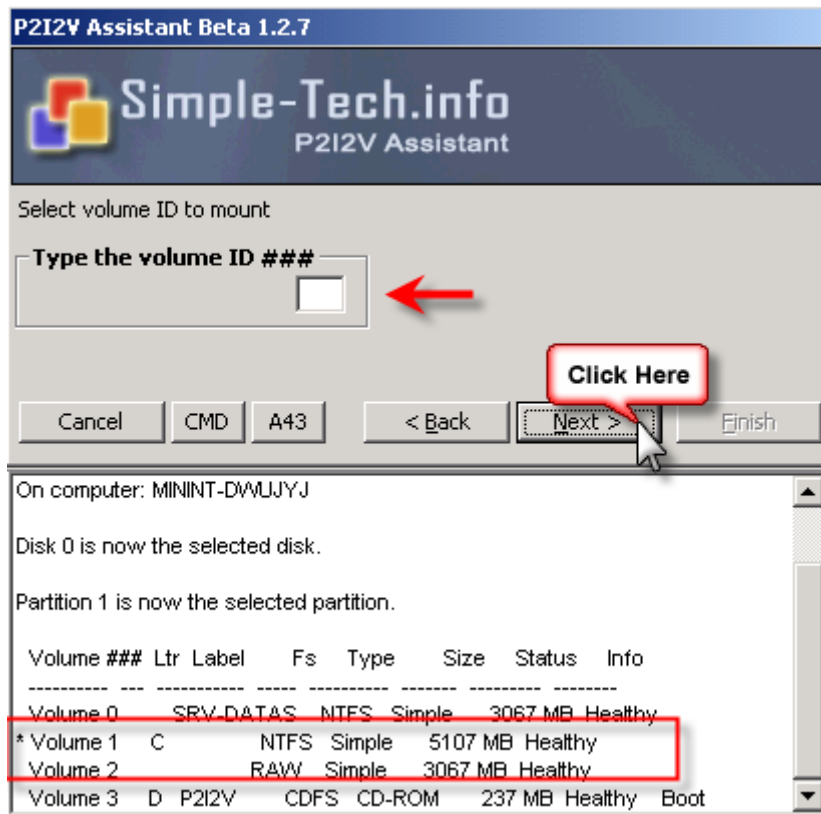 P2I2V Assistant Beta 1.2.7
Simple-Tech.info
P2I2V Assistant
Select volume ID to mount
Type the volume ID ###
Click Here
Cancel CMD A43 < Back Next > Finish
On computer: MININT-DWUJYJ
Disk 0 is now the selected disk.
Partition 1 is now the selected partition.
Volume ### Ltr Label Fs Type Size Status Info
---------- --- ----------- ----- ---------- ------- --------- --------
Volume 0 SRV-DATAS NTFS Simple 3067 MB Healthy
* Volume 1 C NTFS Simple 5107 MB Healthy
Volume 2 RAW Simple 3067 MB Healthy
Volume 3 D P2I2V CDFS CD-ROM 237 MB Healthy Boot